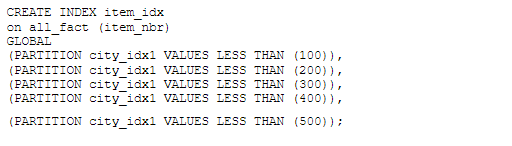 CREATE INDEX item_idx
on all_fact (item_nbr)
GLOBAL
(PARTITION city_idx1 VALUES LESS THAN (100)),
(PARTITION city_idx1 VALUES LESS THAN (200)),
(PARTITION city_idx1 VALUES LESS THAN (300)),
(PARTITION city_idx1 VALUES LESS THAN (400)),
(PARTITION city_idx1 VALUES LESS THAN (500));